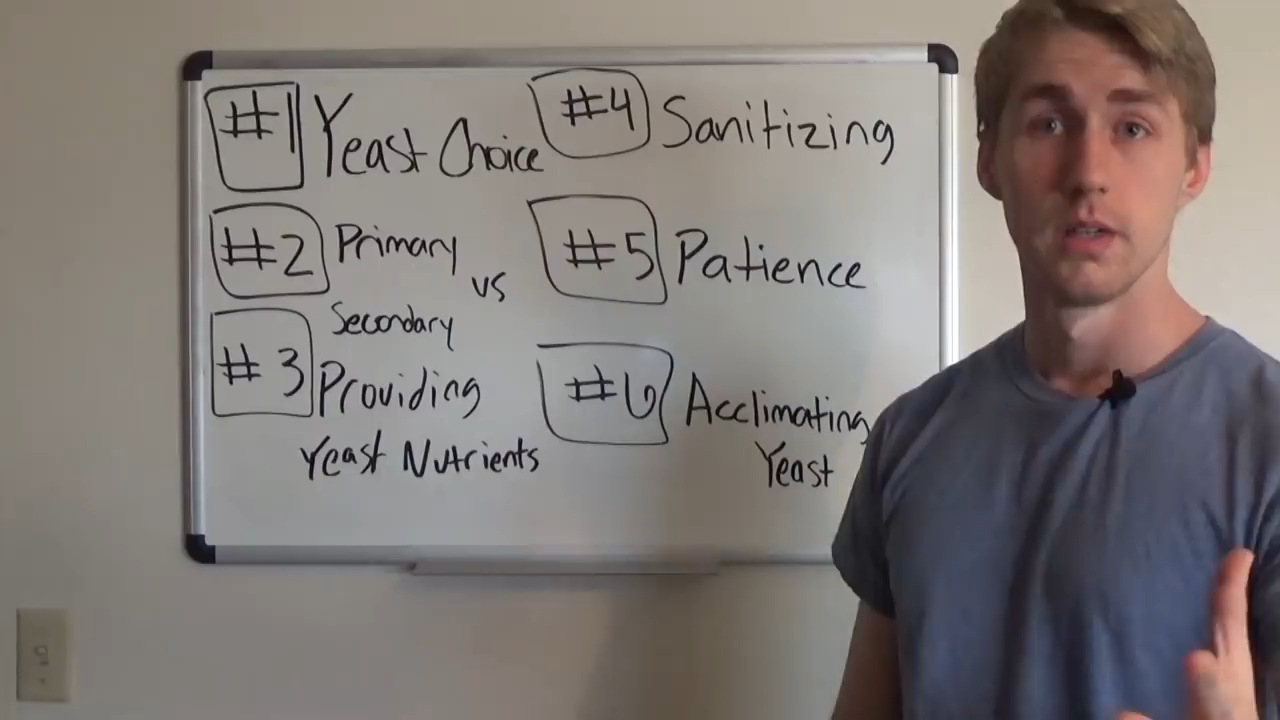 #1 Yeast Choice
#2 Primary
vs
Secondary
#3 Providing
Yeast Nutrients
#4 Sanitizing
#5 Patience
#6 Acclimating
Yeast